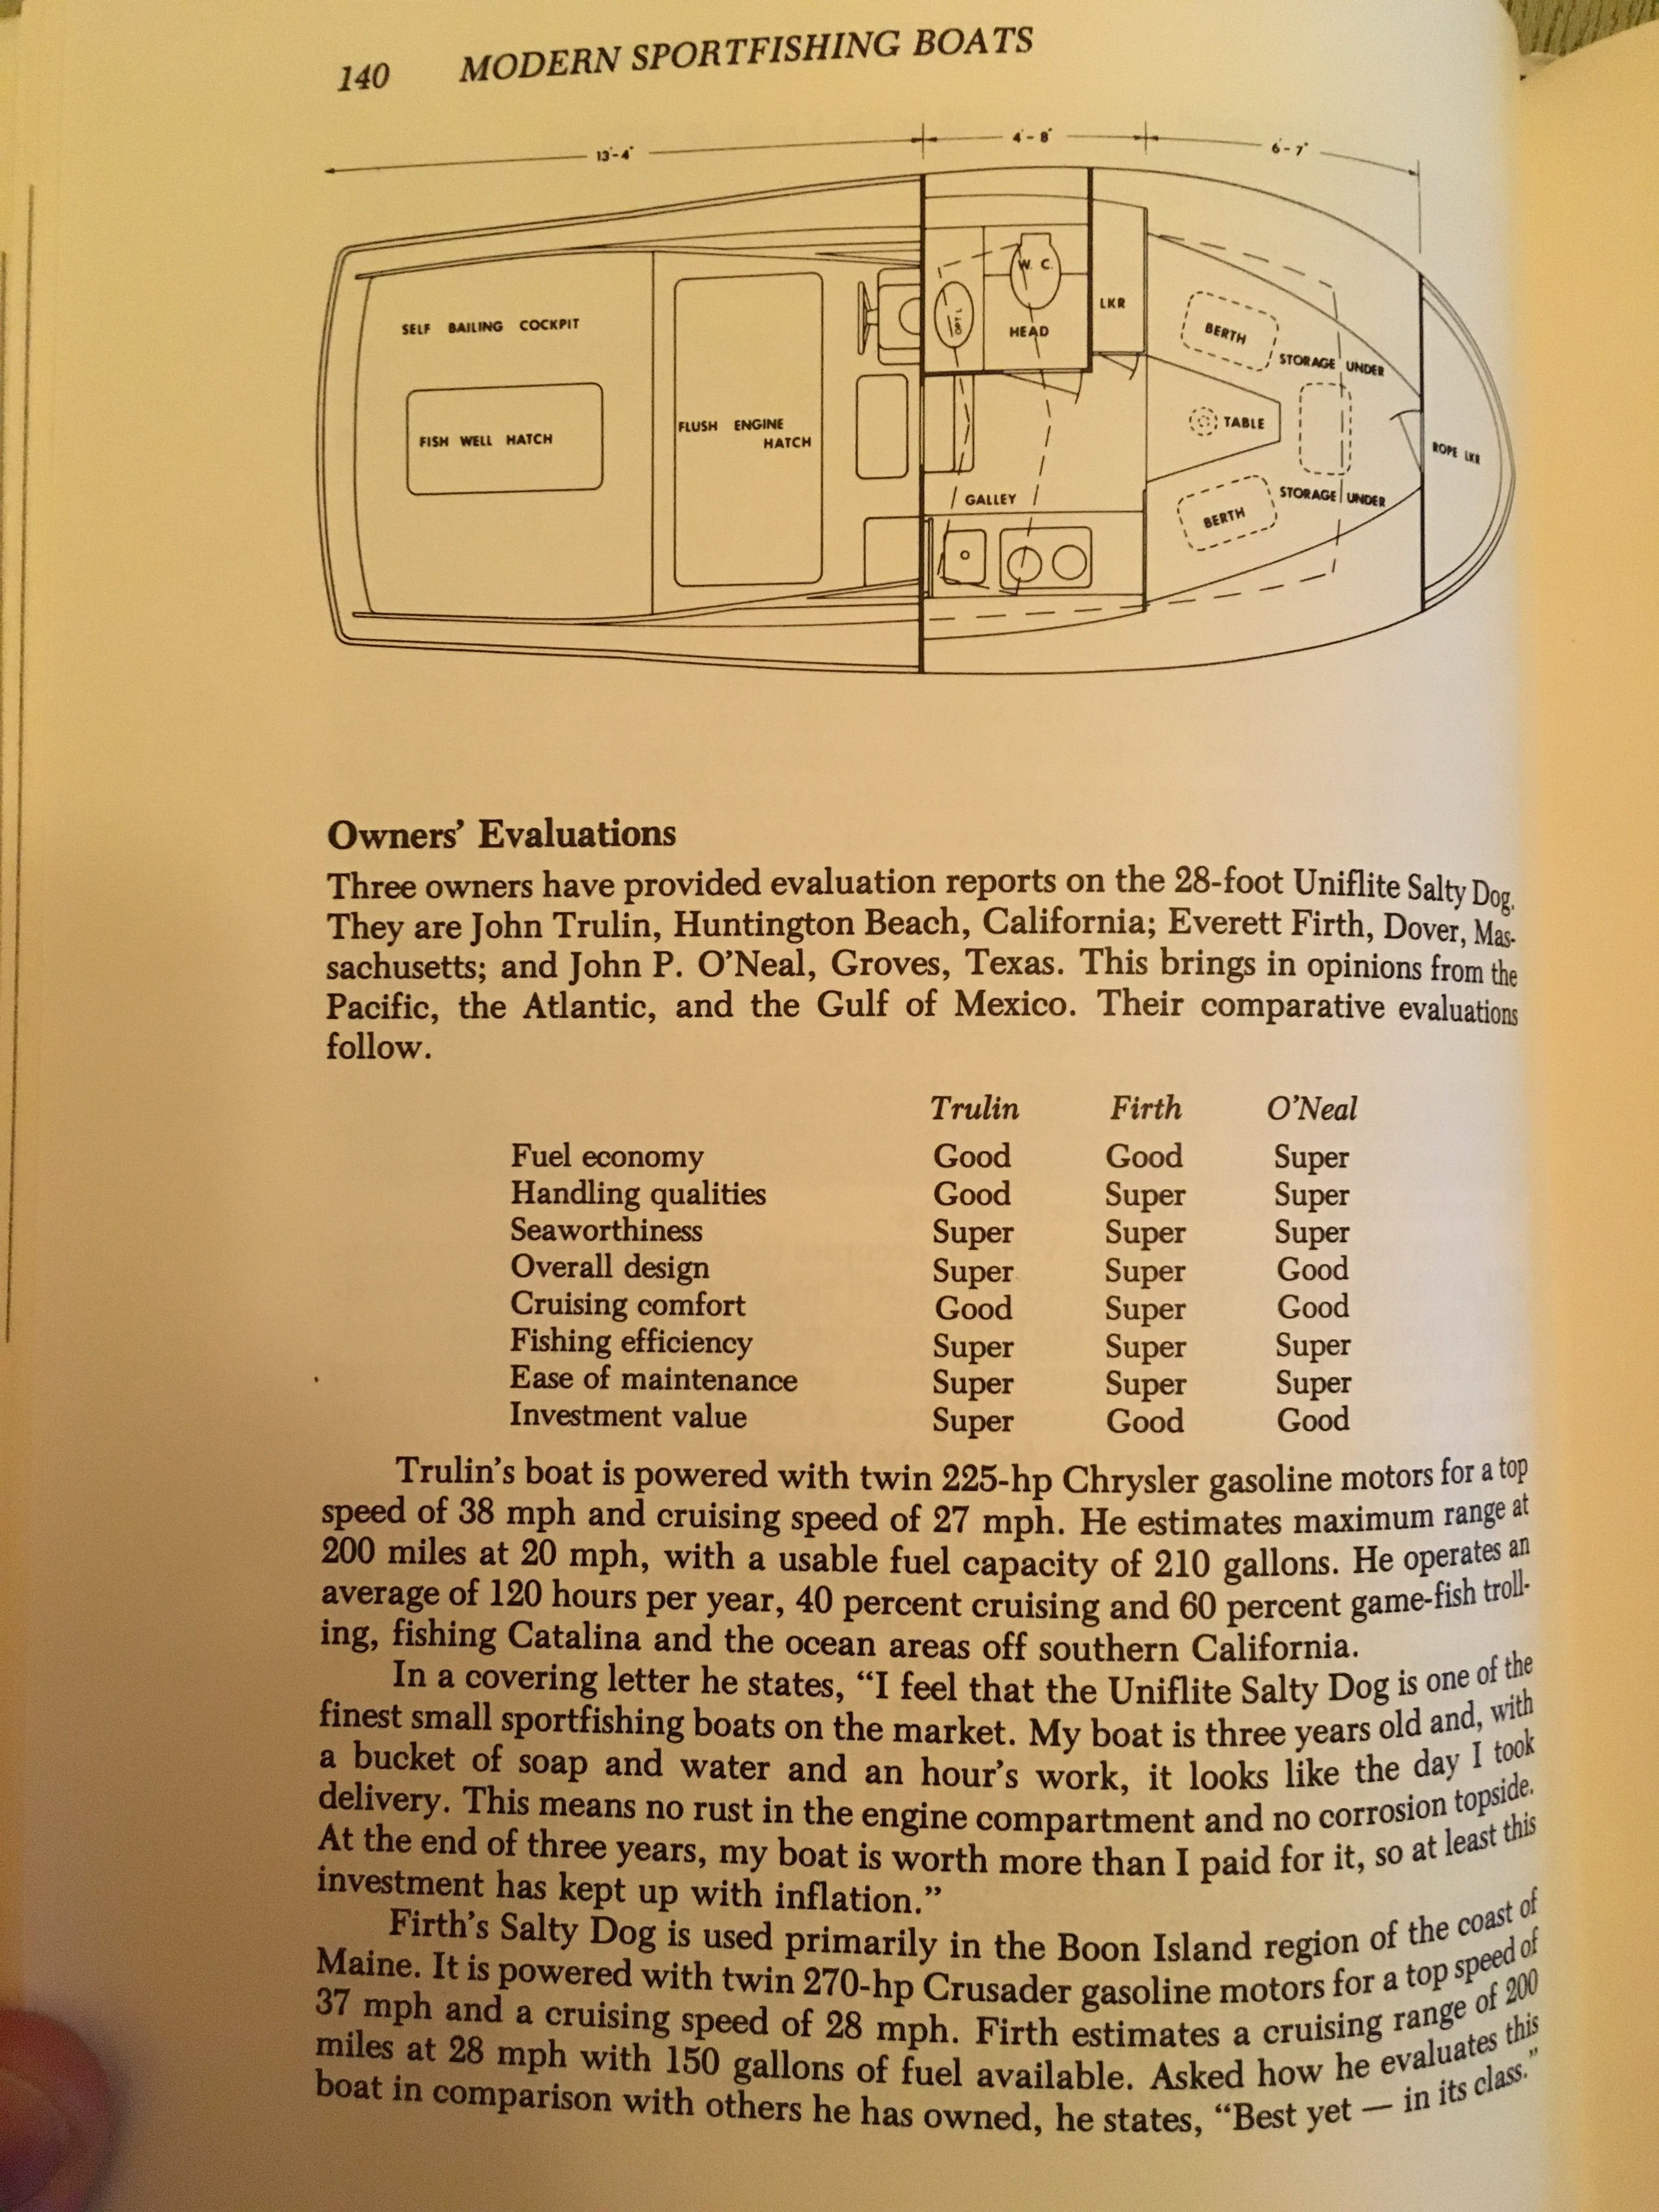 140 MODERN SPORTFISHING BOATS
13'-4" 4'-8" 6'-7"
SELF BAILING COCKPIT
FISH WELL HATCH
FLUSH ENGINE
HATCH
OPT'L
W. C.
HEAD
LKR
GALLEY
BERTH
STORAGE UNDER
TABLE
ROPE LKR
STORAGE UNDER
BERTH
Owners' Evaluations
Three owners have provided evaluation reports on the 28-foot Uniflite Salty Dog.
They are John Trulin, Huntington Beach, California; Everett Firth, Dover, Mas-
sachusetts; and John P. O'Neal, Groves, Texas. This brings in opinions from the
Pacific, the Atlantic, and the Gulf of Mexico. Their comparative evaluations
follow.
Trulin Firth O'Neal
Fuel economy Good Good Super
Handling qualities Good Super Super
Seaworthiness Super Super Super
Overall design Super Super Good
Cruising comfort Good Super Good
Fishing efficiency Super Super Super
Ease of maintenance Super Super Super
Investment value Super Good Good
Trulin's boat is powered with twin 225-hp Chrysler gasoline motors for a top
speed of 38 mph and cruising speed of 27 mph. He estimates maximum range at
200 miles at 20 mph, with a usable fuel capacity of 210 gallons. He operates an
average of 120 hours per year, 40 percent cruising and 60 percent game-fish troll-
ing, fishing Catalina and the ocean areas off southern California.
In a covering letter he states, “I feel that the Uniflite Salty Dog is one of the
finest small sportfishing boats on the market. My boat is three years old and, with
a bucket of soap and water and an hour's work, it looks like the day I took
delivery. This means no rust in the engine compartment and no corrosion topside.
At the end of three years, my boat is worth more than I paid for it, so at least this
investment has kept up with inflation.”
Firth's Salty Dog is used primarily in the Boon Island region of the coast of
Maine. It is powered with twin 270-hp Crusader gasoline motors for a top speed of
37 mph and a cruising speed of 28 mph. Firth estimates a cruising range of 200
miles at 28 mph with 150 gallons of fuel available. Asked how he evaluates this
boat in comparison with others he has owned, he states, “Best yet — in its class.”